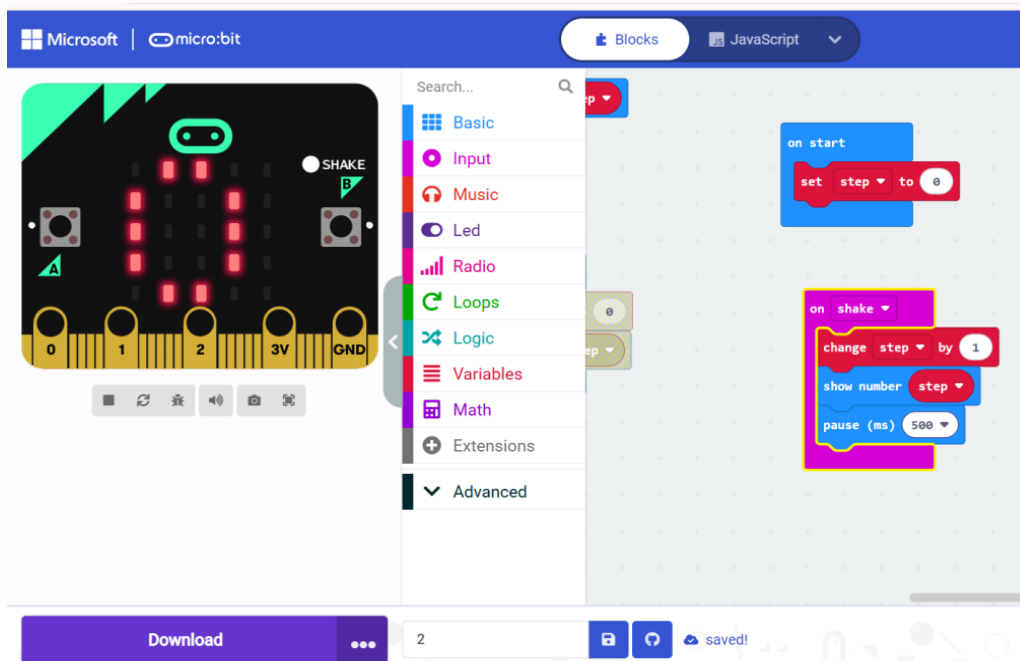 Microsoft | micro:bit
Blocks
JavaScript
SHAKE
B
A
0 1 2 3V GND
Search...
Basic
Input
Music
Led
Radio
Loops
Logic
Variables
Math
Extensions
Advanced
on start
set step to 0
0
on shake
change step by 1
show number step
pause (ms) 500
Download
2
saved!